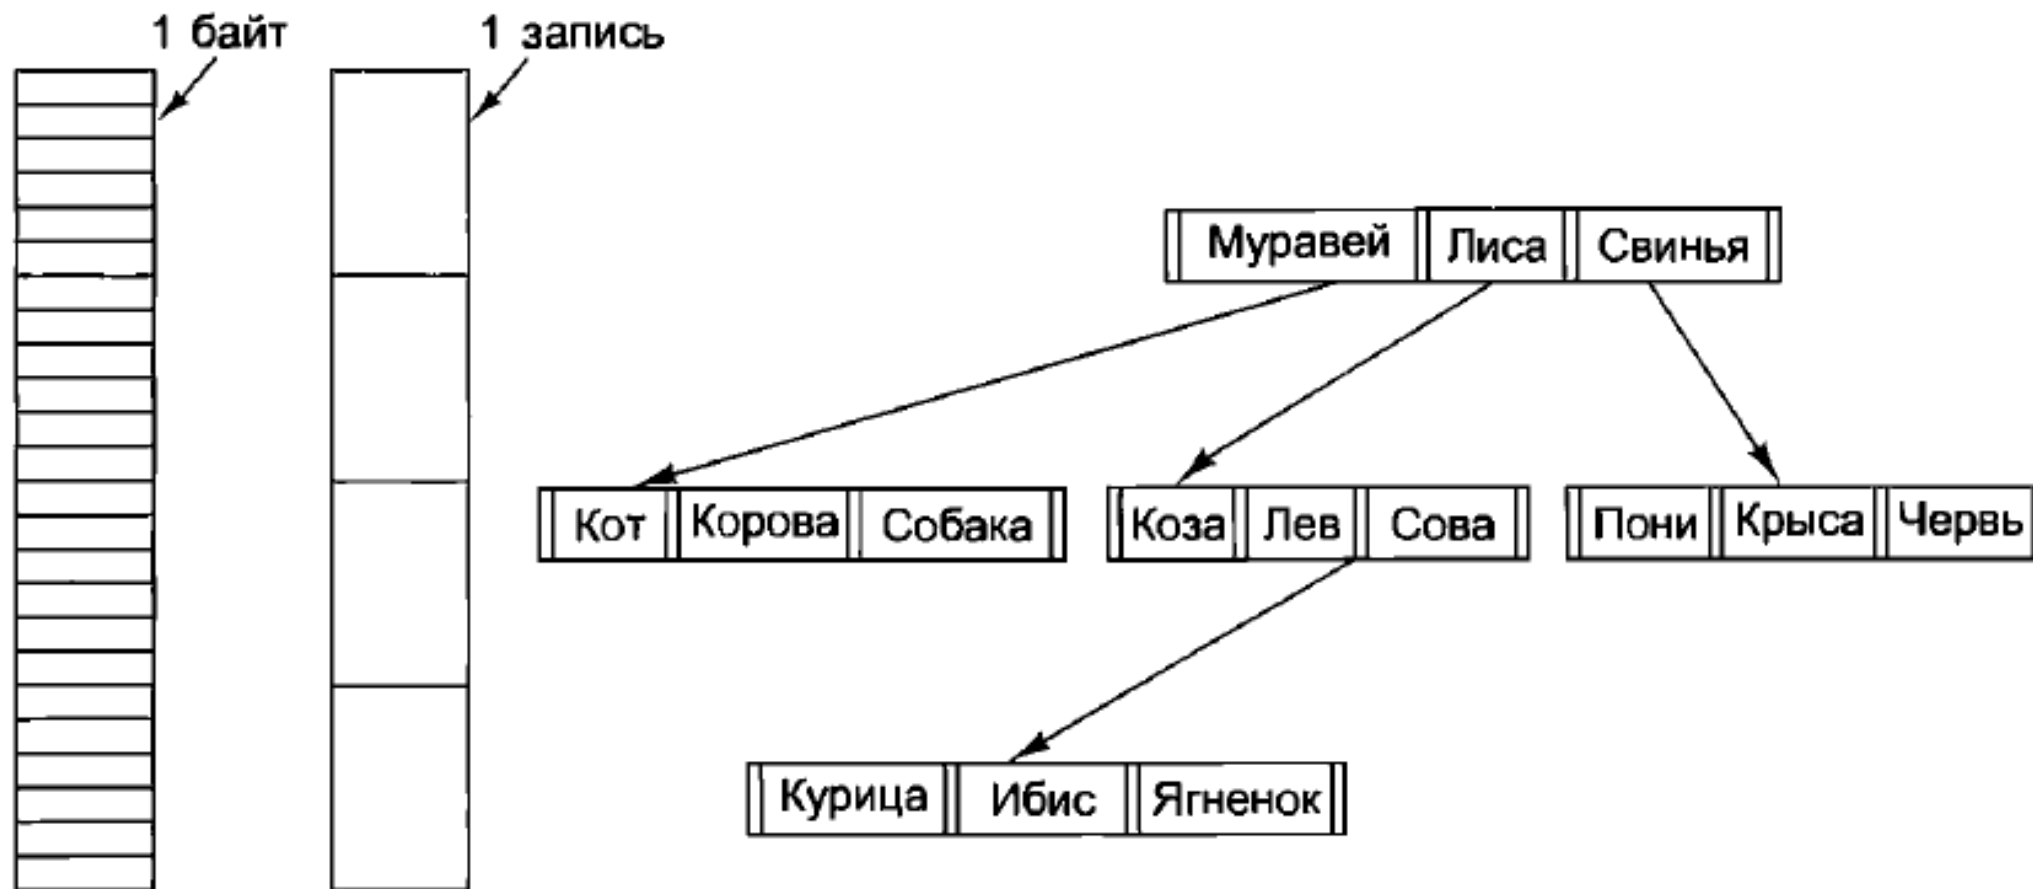 1 байт
1 запись
Муравей Лиса Свинья
Кот Корова Собака
Коза Лев Сова
Пони Крыса Червь
Курица Ибис Ягненок